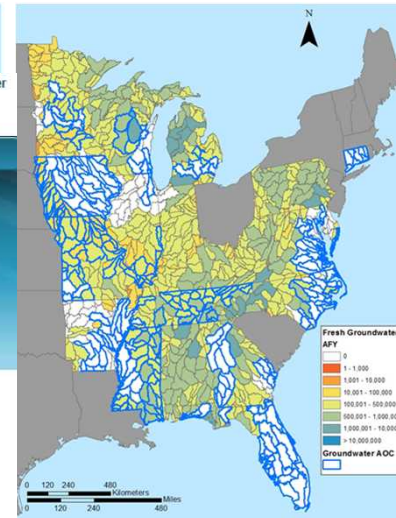 er
N
Fresh Groundwater
AFY
0
1 - 1,000
1,001 - 10,000
10,001 - 100,000
100,001 - 500,000
500,001 - 1,000,00
1,000,001 - 10,000
> 10,000,000
Groundwater AOC
0 120 240 480
Kilometers
Miles
0 120 240 480